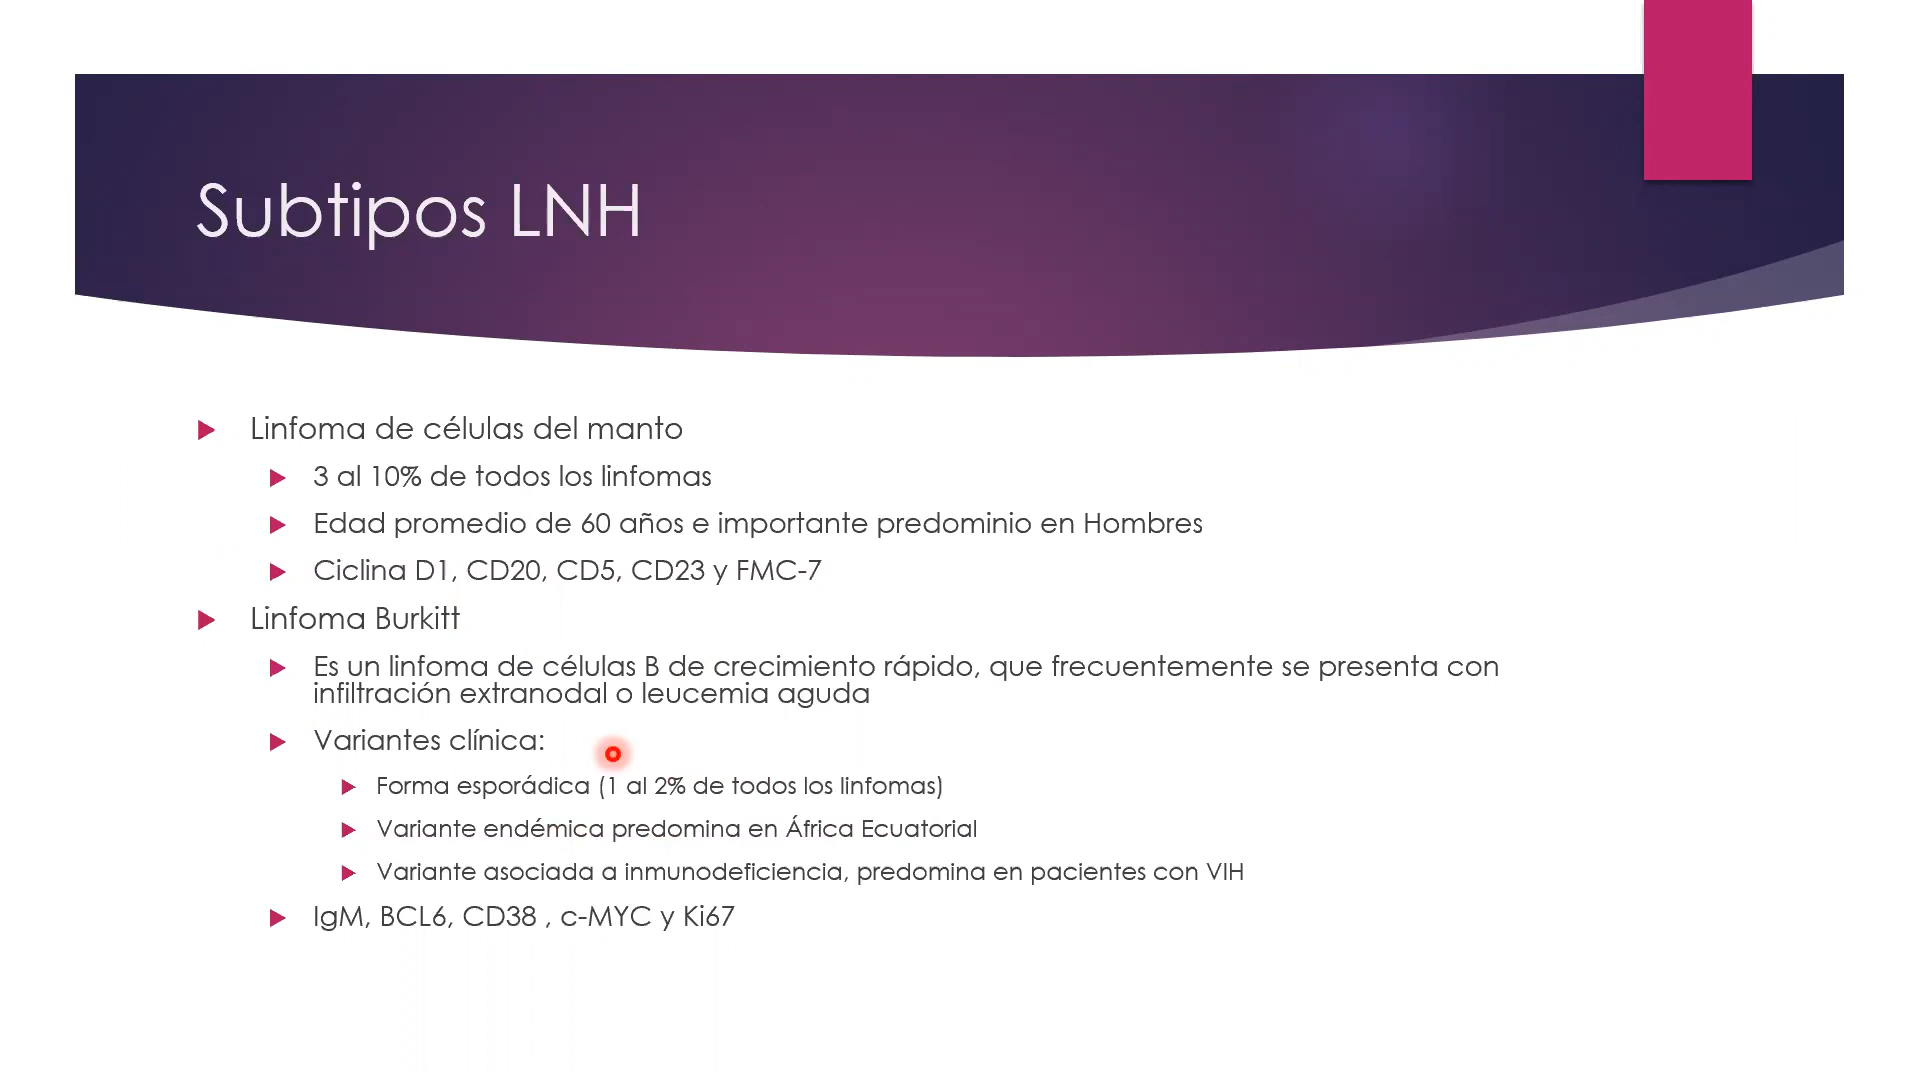 Subtipos LNH
Linfoma de células del manto
3 al 10% de todos los linfomas
Edad promedio de 60 años e importante predominio en Hombres
Ciclina D1, CD20, CD5, CD23 y FMC-7
Linfoma Burkitt
Es un linfoma de células B de crecimiento rápido, que frecuentemente se presenta con
infiltración extranodal o leucemia aguda
Variantes clínica:
Forma esporádica (1 al 2% de todos los linfomas)
Variante endémica predomina en África Ecuatorial
Variante asociada a inmunodeficiencia, predomina en pacientes con VIH
IgM, BCL6, CD38 , c-MYC y Ki67